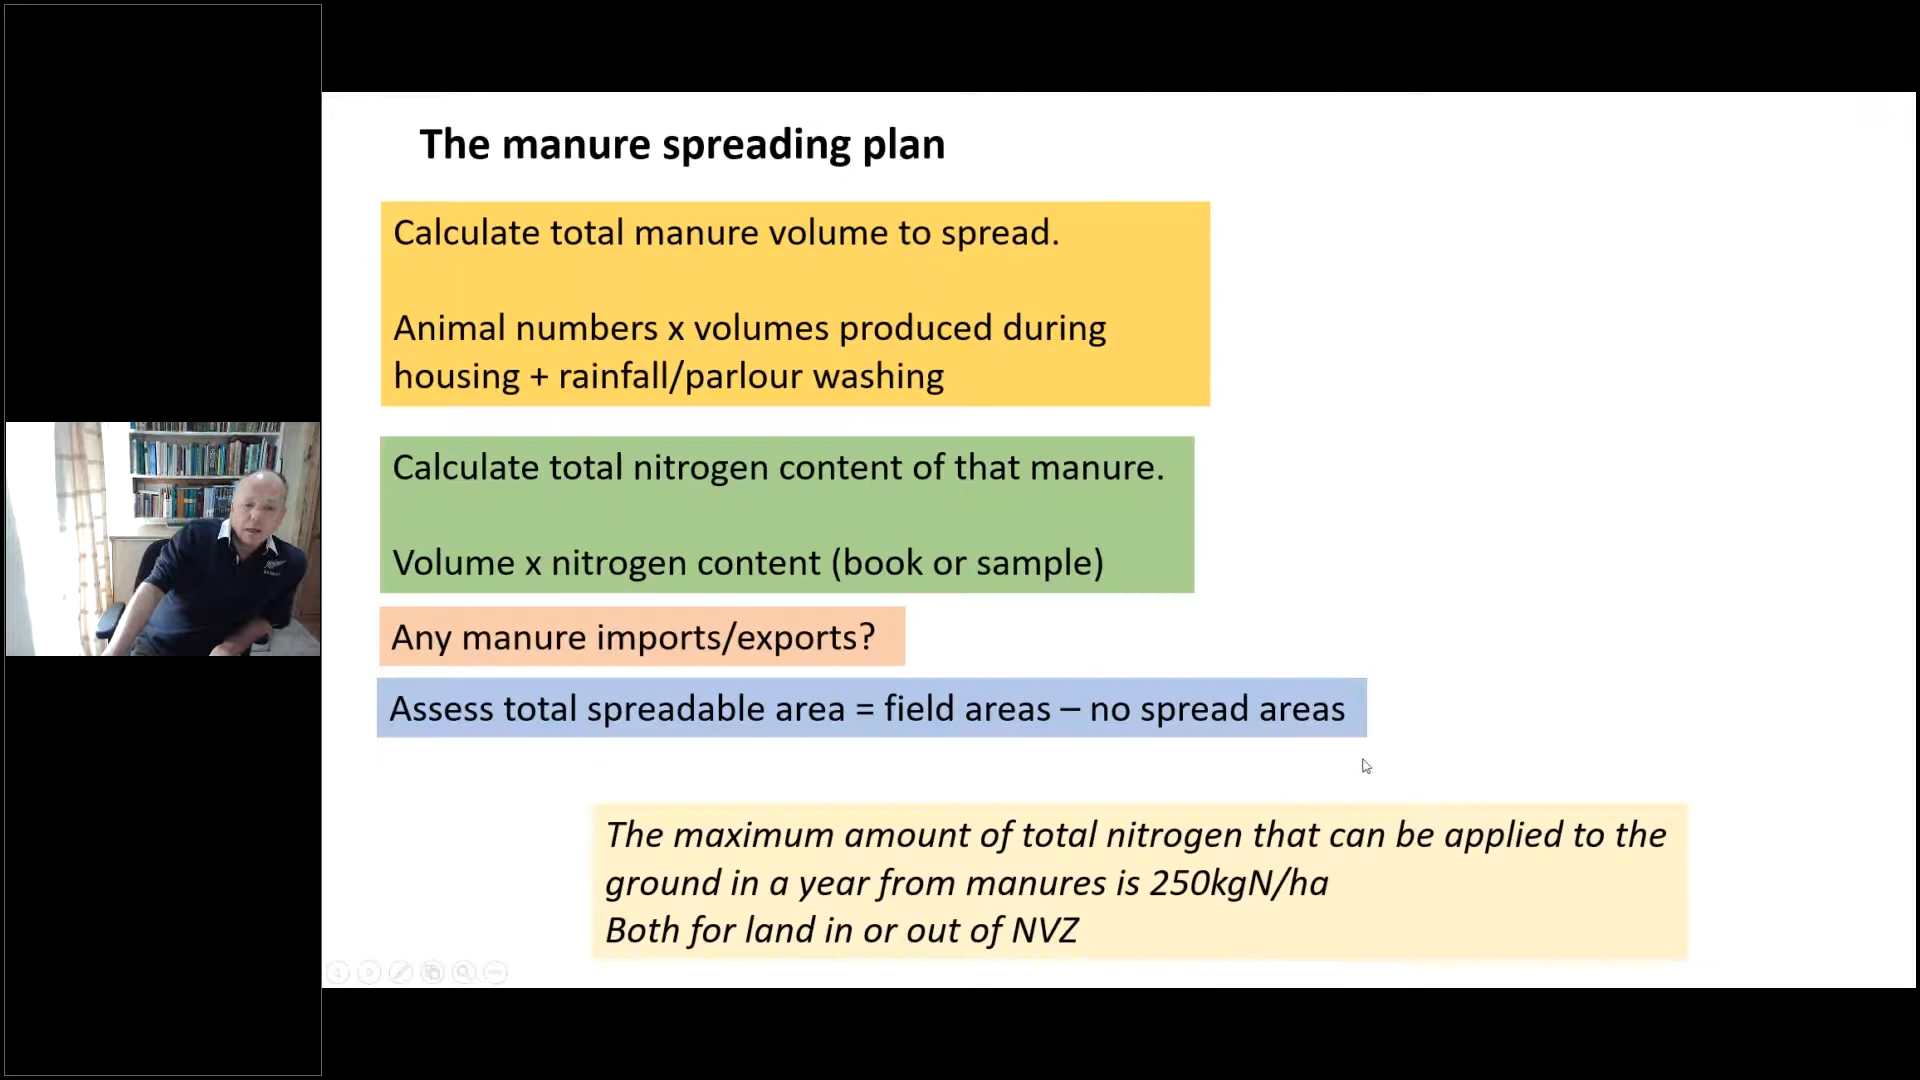 The manure spreading plan
Calculate total manure volume to spread.
Animal numbers x volumes produced during
housing + rainfall/parlour washing
Calculate total nitrogen content of that manure.
Volume x nitrogen content (book or sample)
Any manure imports/exports?
Assess total spreadable area = field areas – no spread areas
The maximum amount of total nitrogen that can be applied to the
ground in a year from manures is 250kgN/ha
Both for land in or out of NVZ